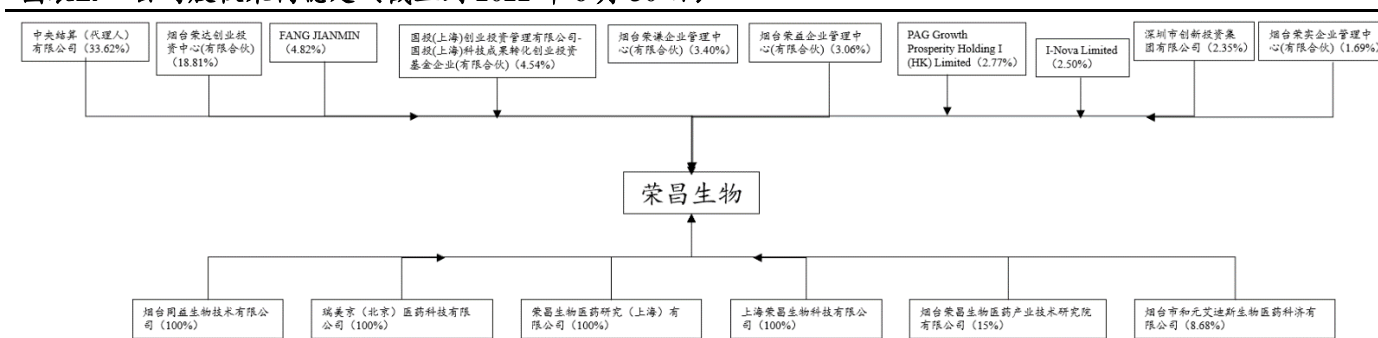 中央结算（代理人）
有限公司（33.62%）
烟台荣达创业投
资中心(有限合伙)
（18.81%）
FANG JIANMIN
（4.82%）
国投(上海)创业投资管理有限公司-
国投(上海)科技成果转化创业投资
基金企业(有限合伙)（4.54%）
烟台荣谦企业管理中
心(有限合伙)（3.40%）
烟台荣益企业管理中
心(有限合伙)（3.06%）
PAG Growth
Prosperity Holding I
(HK) Limited（2.77%）
I-Nova Limited
（2.50%）
深圳市创新投资集
团有限公司（2.35%）
烟台荣实企业管理中
心(有限合伙)（1.69%）
荣昌生物
烟台同益生物技术有限公
司（100%）
瑞美京（北京）医药科技有限
公司（100%）
荣昌生物医药研究（上海）有
限公司（100%）
上海荣昌生物科技有限公
司（100%）
烟台荣昌生物医药产业技术研究院
有限公司（15%）
烟台市和元艾迪斯生物医药科济有
限公司（8.68%）